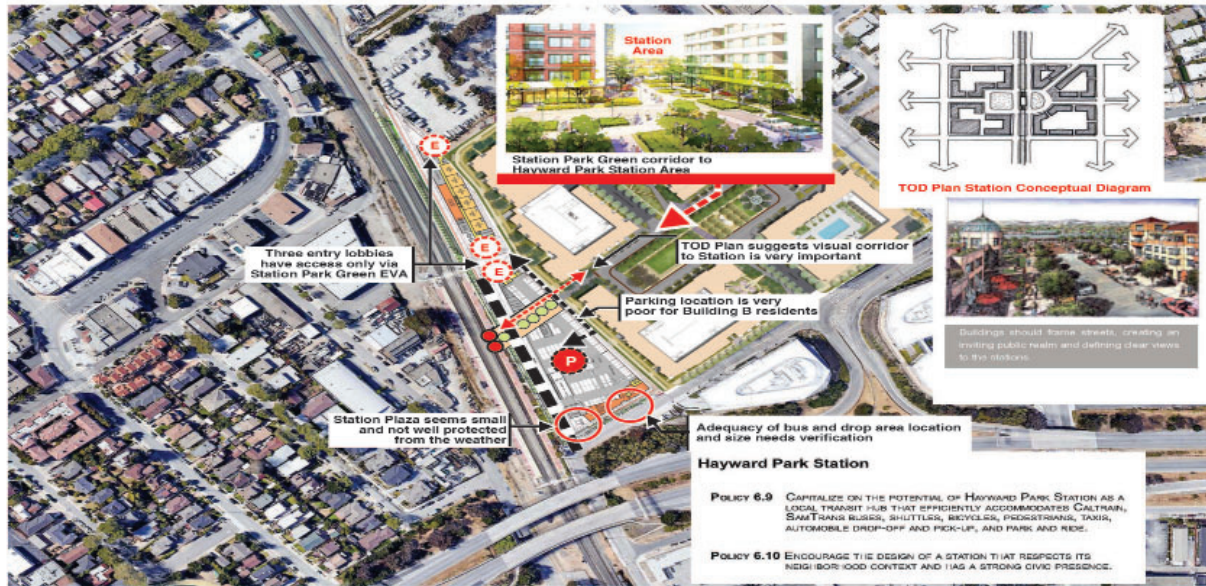 Station
Area
Station Park Green corridor to
Hayward Park Station Area
TOD Plan Station Conceptual Diagram
Buildings should frame streets, creating an
inviting public realm and defining clear views
to the stations.
E
E
E
Three entry lobbies
have access only via
Station Park Green EVA
TOD Plan suggests visual corridor
to Station is very important
Parking location is very
poor for Building B residents
P
Station Plaza seems small
and not well protected
from the weather
Adequacy of bus and drop area location
and size needs verification
Hayward Park Station
POLICY 6.9 CAPITALIZE ON THE POTENTIAL OF HAYWARD PARK STATION AS A
LOCAL TRANSIT HUB THAT EFFICIENTLY ACCOMMODATES CALTRAIN,
SAMTRANS BUSES, SHUTTLES, BICYCLES, PEDESTRIANS, TAXIS,
AUTOMOBILE DROP-OFF AND PICK-UP, AND PARK AND RIDE.
POLICY 6.10 ENCOURAGE THE DESIGN OF A STATION THAT RESPECTS ITS
NEIGHBORHOOD CONTEXT AND HAS A STRONG CIVIC PRESENCE.